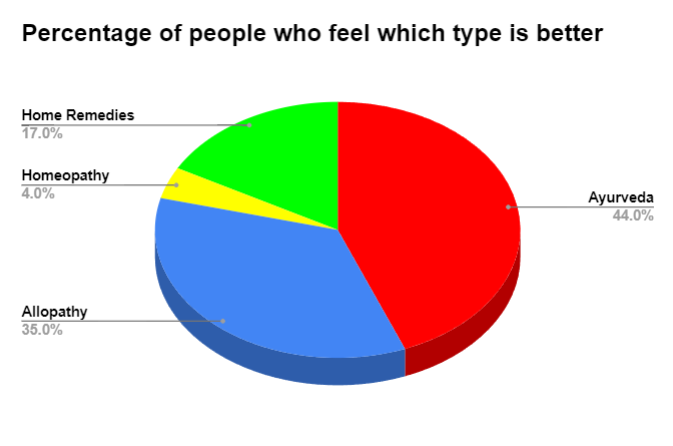 Percentage of people who feel which type is better
Home Remedies
17.0%
Homeopathy
4.0%
Ayurveda
44.0%
Allopathy
35.0%